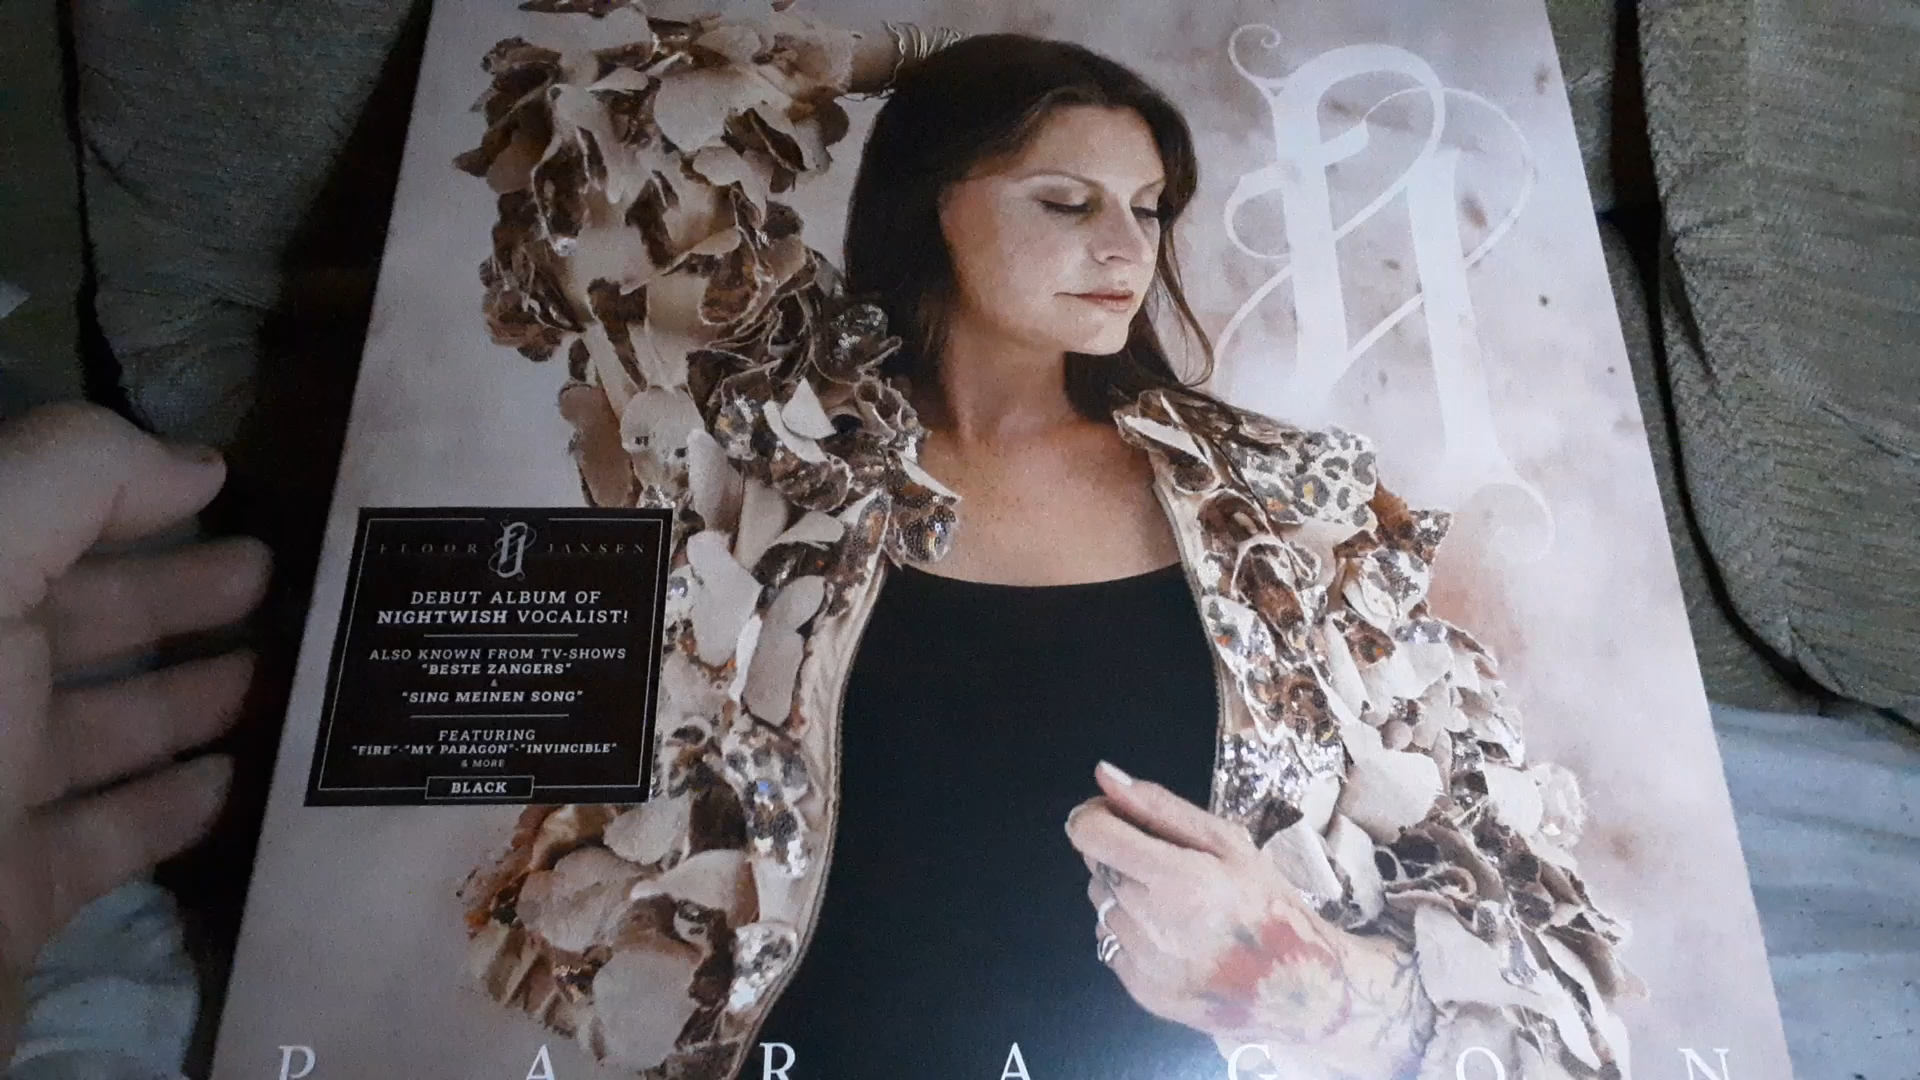 FLOOR JANSEN
DEBUT ALBUM OF
NIGHTWISH VOCALIST!
ALSO KNOWN FROM TV-SHOWS
"BESTE ZANGERS"
&
"SING MEINEN SONG"
FEATURING
"FIRE"-"MY PARAGON"-"INVINCIBLE"
& MORE
BLACK
PARAGON